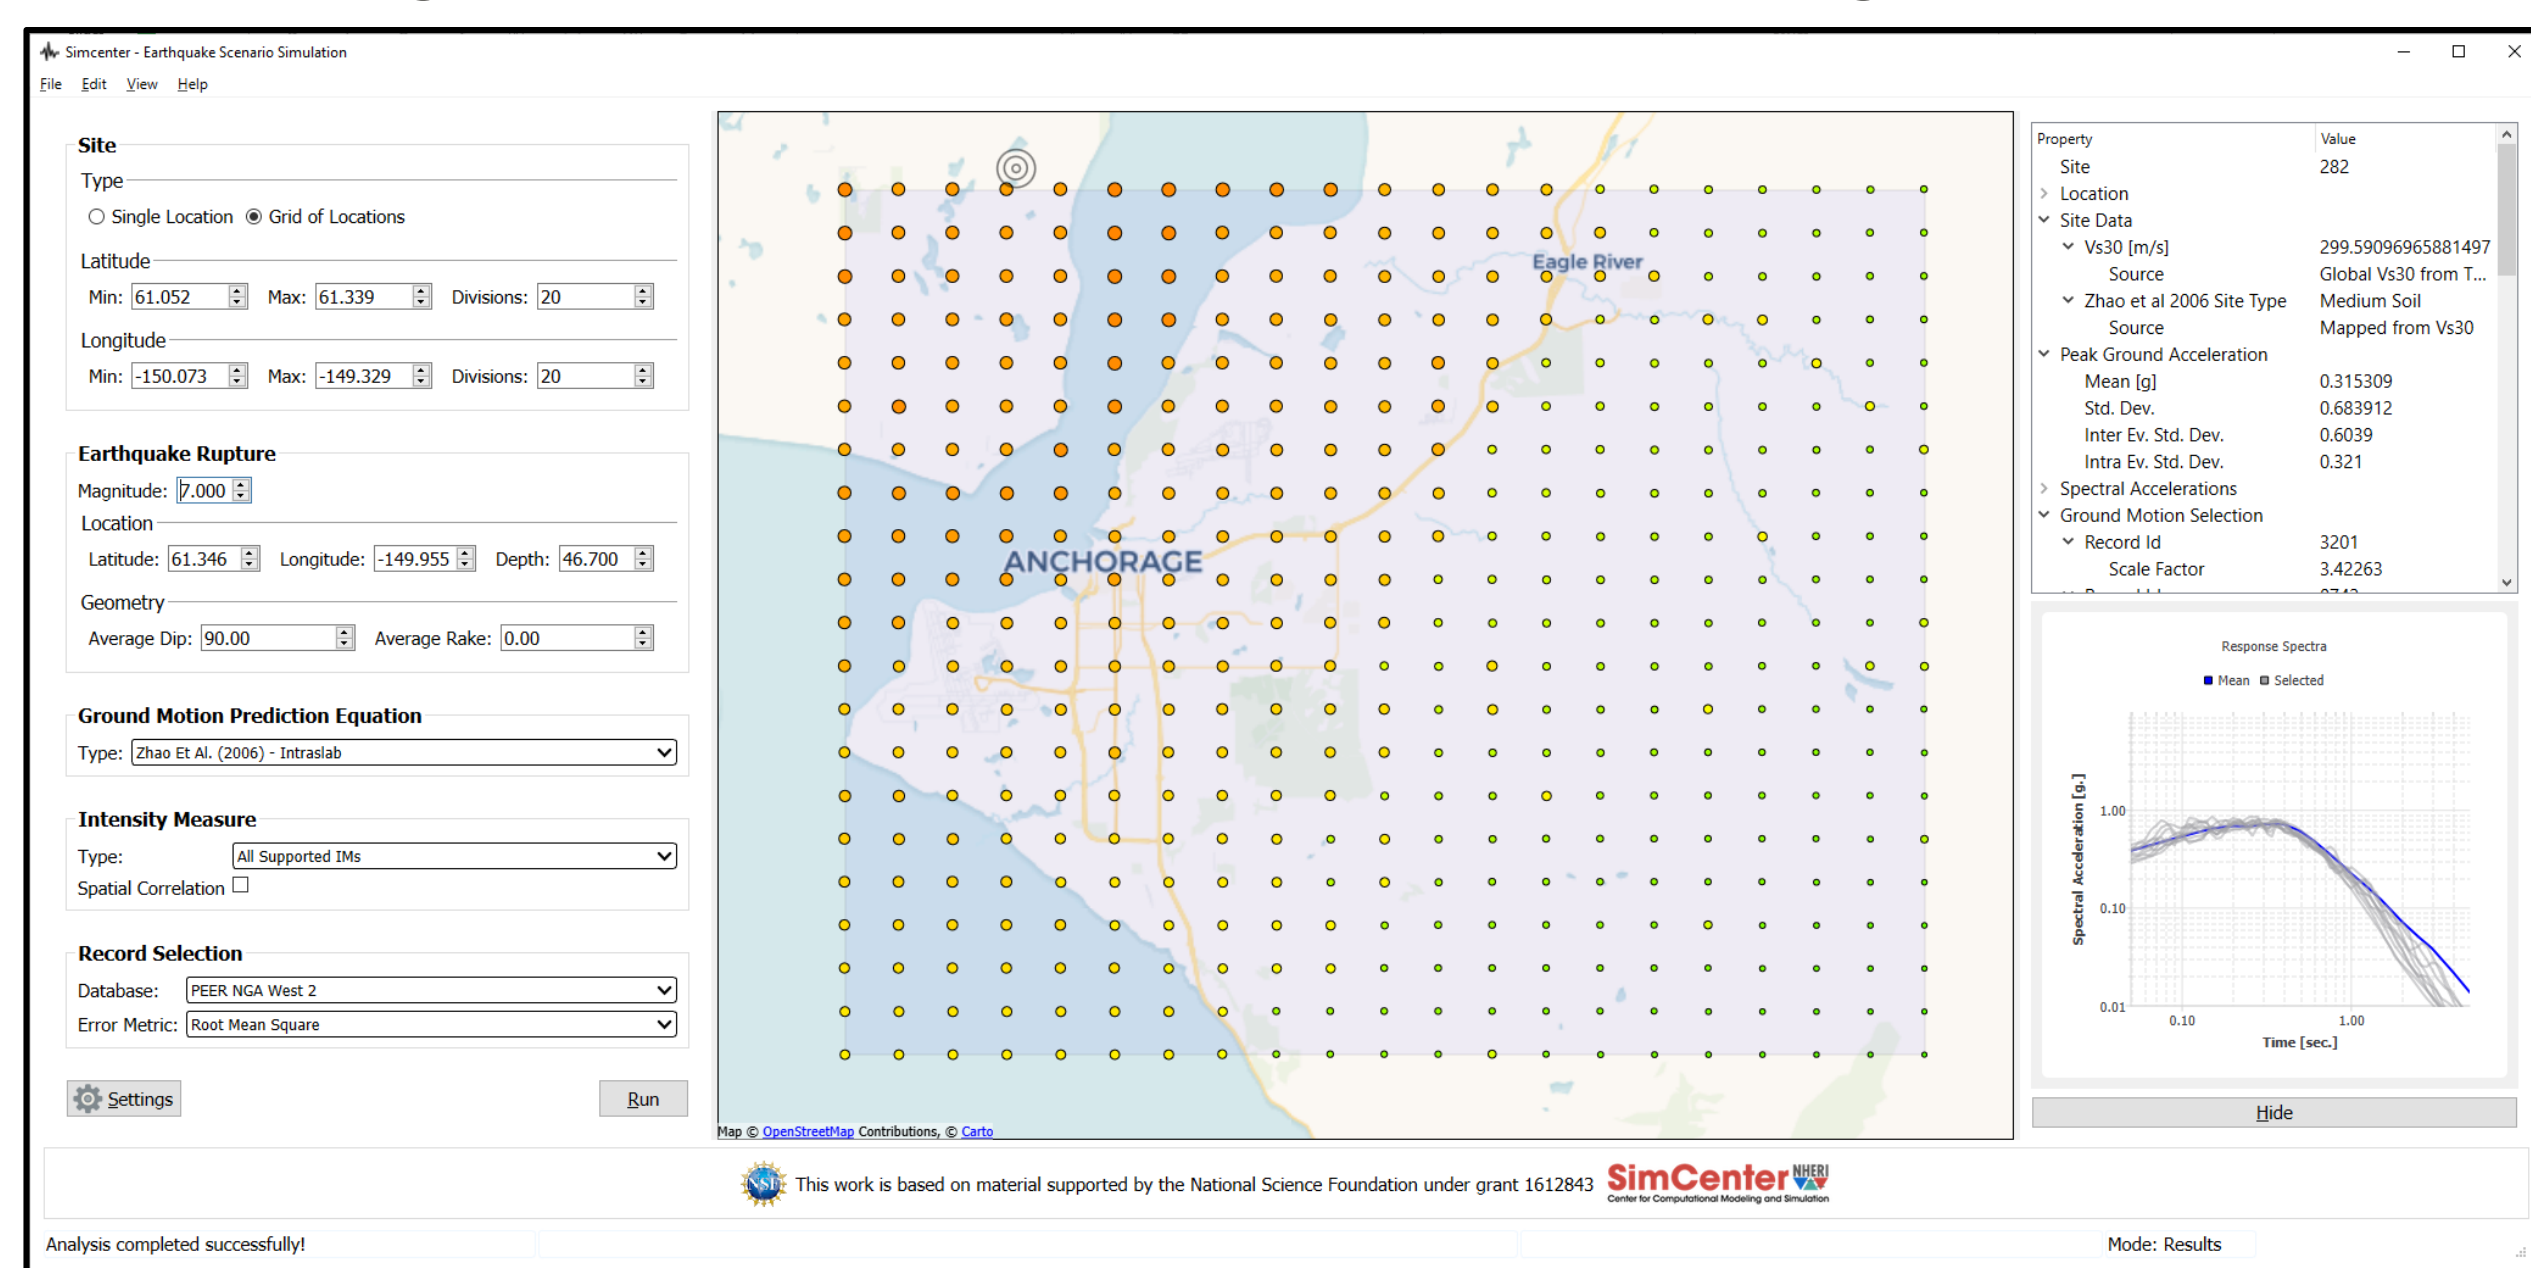 Simcenter - Earthquake Scenario Simulation
File Edit View Help
Site
Type
Single Location Grid of Locations
Latitude
Min: 61.052 Max: 61.339 Divisions: 20
Longitude
Min: -150.073 Max: -149.329 Divisions: 20
Earthquake Rupture
Magnitude: 7.000
Location
Latitude: 61.346 Longitude: -149.955 Depth: 46.700
Geometry
Average Dip: 90.00 Average Rake: 0.00
Ground Motion Prediction Equation
Type: Zhao Et Al. (2006) - Intraslab
Intensity Measure
Type: All Supported IMs
Spatial Correlation
Record Selection
Database: PEER NGA West 2
Error Metric: Root Mean Square
Settings Run
Eagle River
ANCHORAGE
Map © OpenStreetMap Contributions, © Carto
Property Value
Site 282
Location
Site Data
Vs30 [m/s] 299.59096965881497
Source Global Vs30 from T...
Zhao et al 2006 Site Type Medium Soil
Source Mapped from Vs30
Peak Ground Acceleration
Mean [g] 0.315309
Std. Dev. 0.683912
Inter Ev. Std. Dev. 0.6039
Intra Ev. Std. Dev. 0.321
Spectral Accelerations
Ground Motion Selection
Record Id 3201
Scale Factor 3.42263
Response Spectra
Mean Selected
Spectral Acceleration [g.]
1.00
0.10
0.01
0.10 1.00
Time [sec.]
Hide
NSF
This work is based on material supported by the National Science Foundation under grant 1612843
SimCenter NHERI
Center for Computational Modeling and Simulation
Analysis completed successfully! Mode: Results